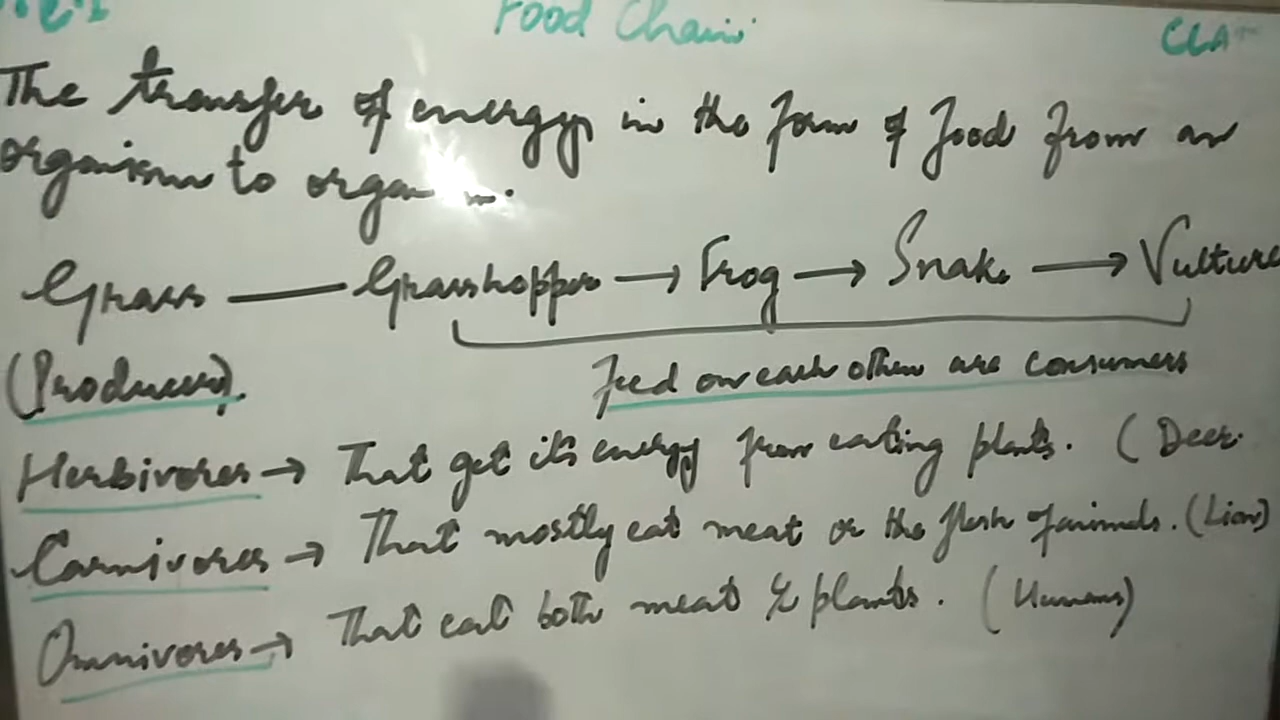 Food Chain:
The transfer of energy in the form of food from an
organism to organ m.
Grass — Grasshopper → Frog → Snake → Vulture
(Producer).
Feed on each other are consumers
Herbivores → That get it's energy from eating plants. (Deer
Carnivores → That mostly eat meat or the flesh of animals. (Lion)
Omnivores → That eat both meat & plants. (Humans)